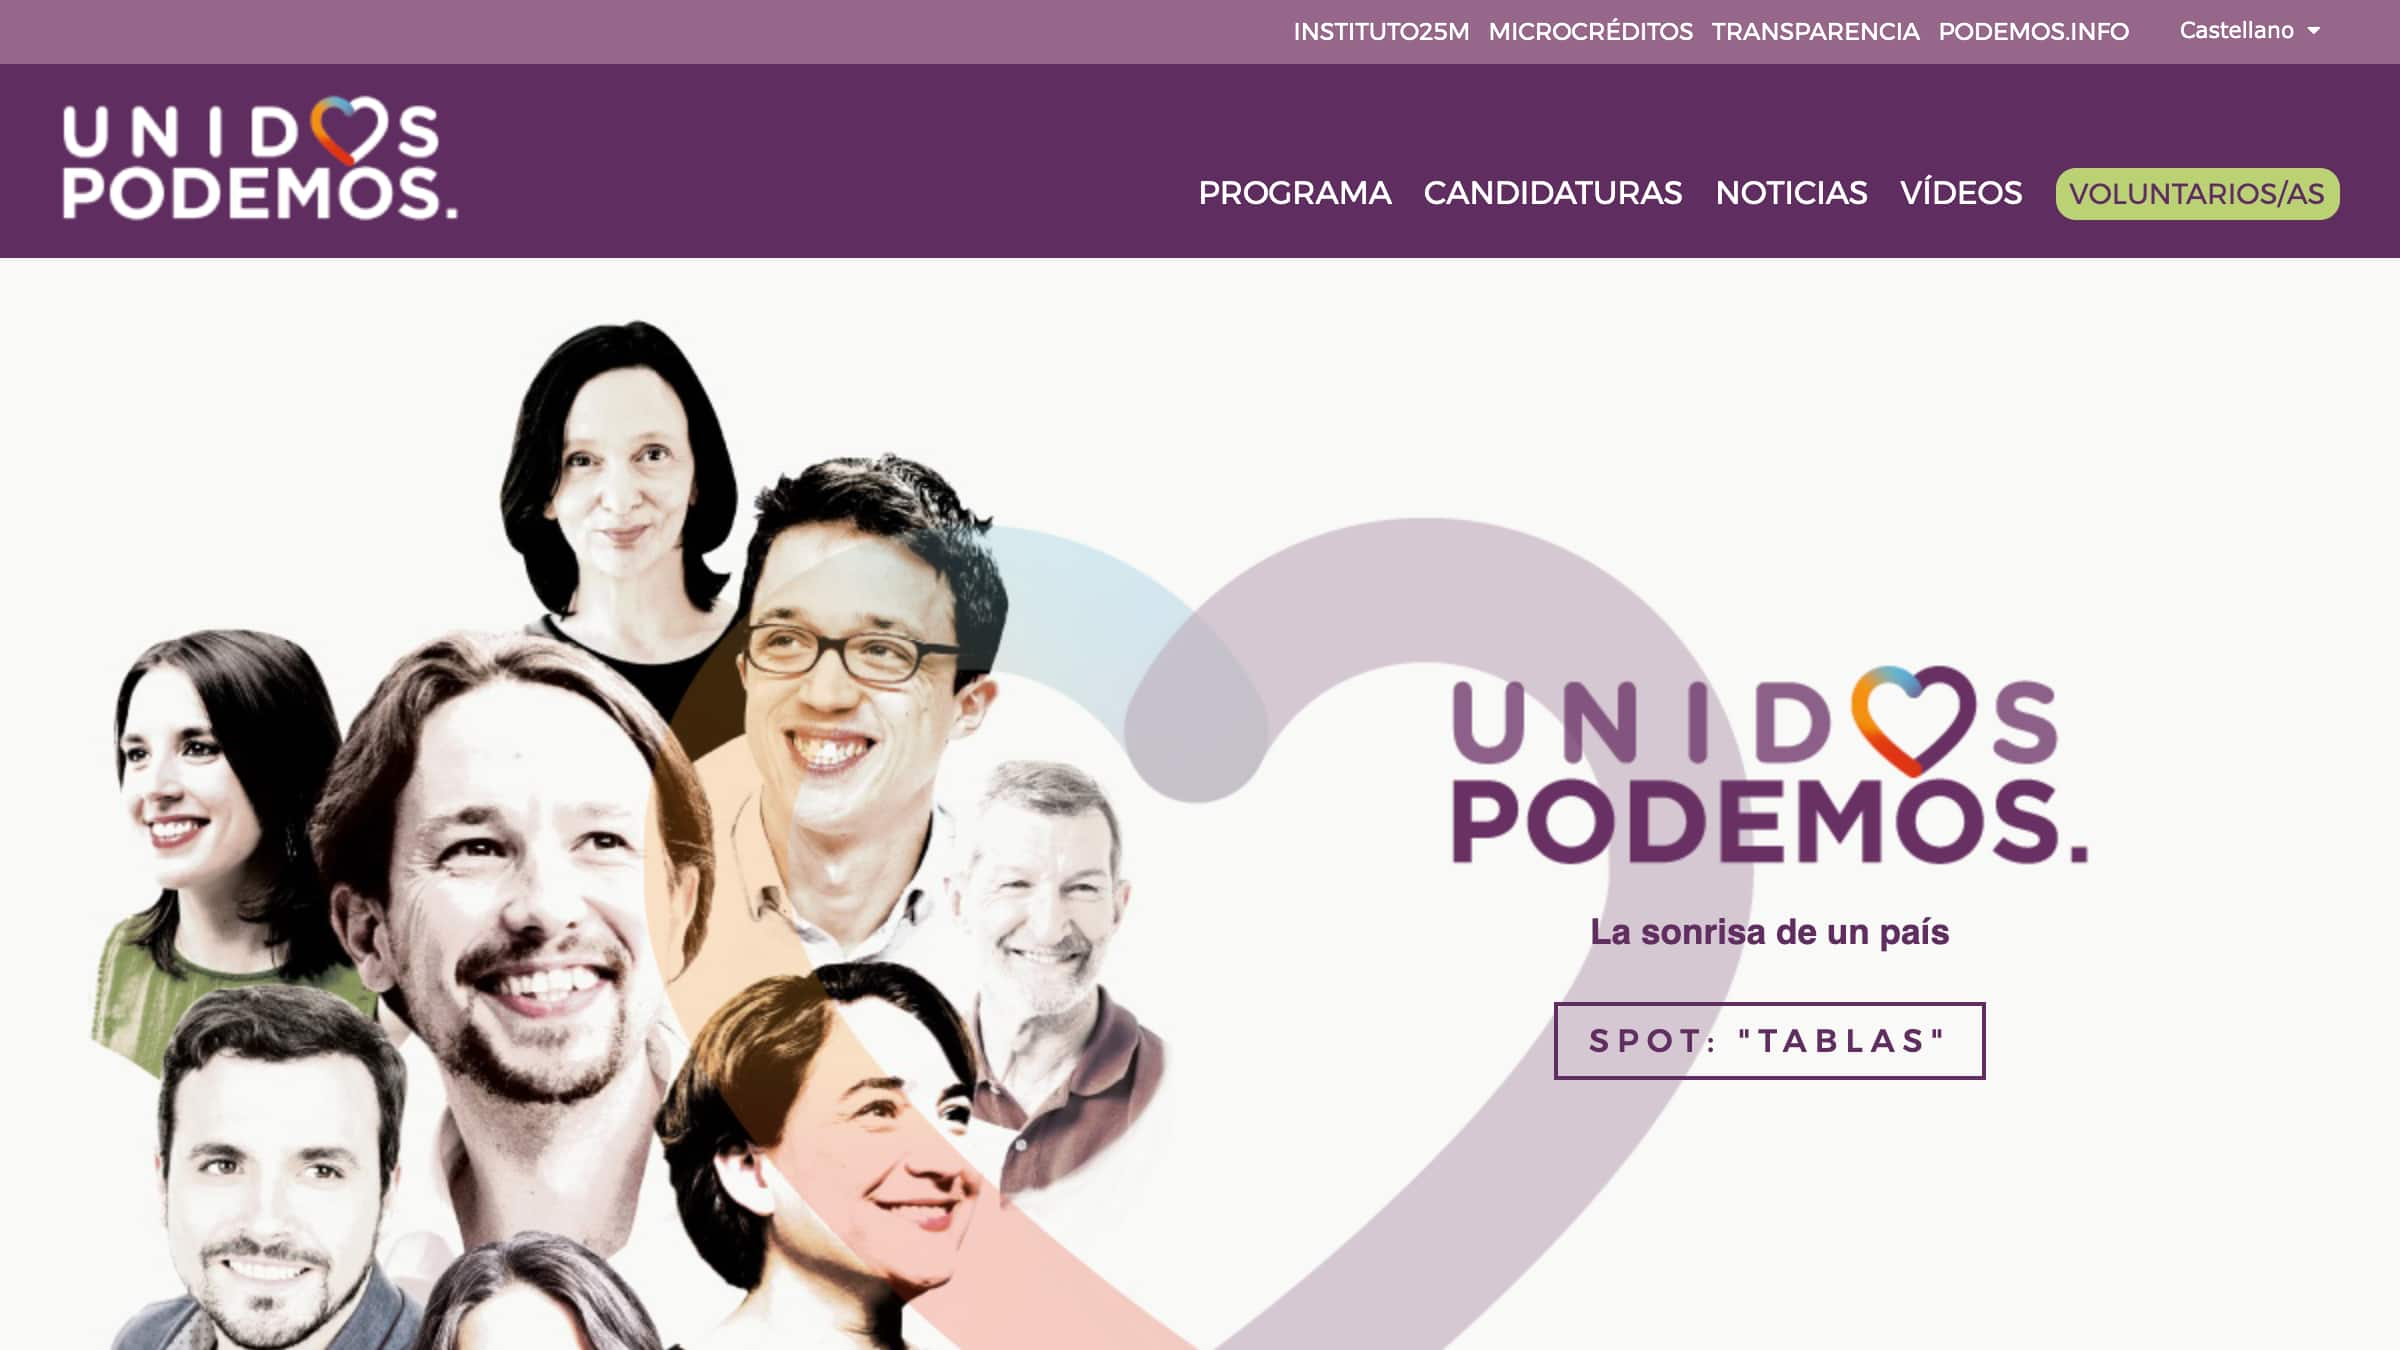 INSTITUTO25M MICROCRÉDITOS TRANSPARENCIA PODEMOS.INFO Castellano
UNIDOS
PODEMOS.
PROGRAMA CANDIDATURAS NOTICIAS VÍDEOS VOLUNTARIOS/AS
UNIDOS
PODEMOS.
La sonrisa de un país
SPOT: "TABLAS"